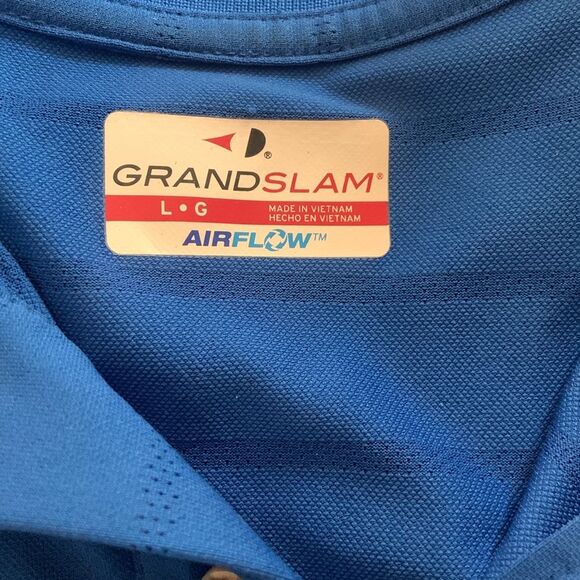 GRANDSLAM®
L • G
MADE IN VIETNAM
HECHO EN VIETNAM
AIRFLOW™